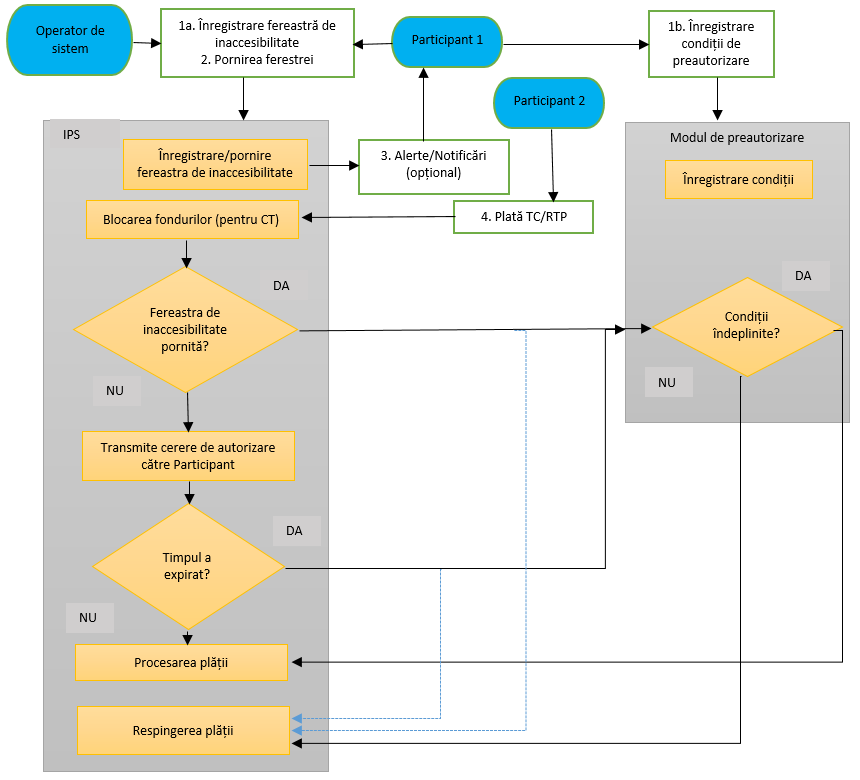 Operator de
sistem
1a. Înregistrare fereastră de
inaccesibilitate
2. Pornirea ferestrei
Participant 1
1b. Înregistrare
condiții de
preautorizare
Participant 2
IPS
Înregistrare/pornire
fereastra de inaccesibilitate
3. Alerte/Notificări
(opțional)
Modul de preautorizare
Înregistrare condiții
Blocarea fondurilor (pentru CT)
4. Plată TC/RTP
DA
Fereastra de
inaccesibilitate
pornită?
NU
DA
Condiții
îndeplinite?
NU
Transmite cerere de autorizare
către Participant
DA
Timpul a
expirat?
NU
Procesarea plății
Respingerea plății